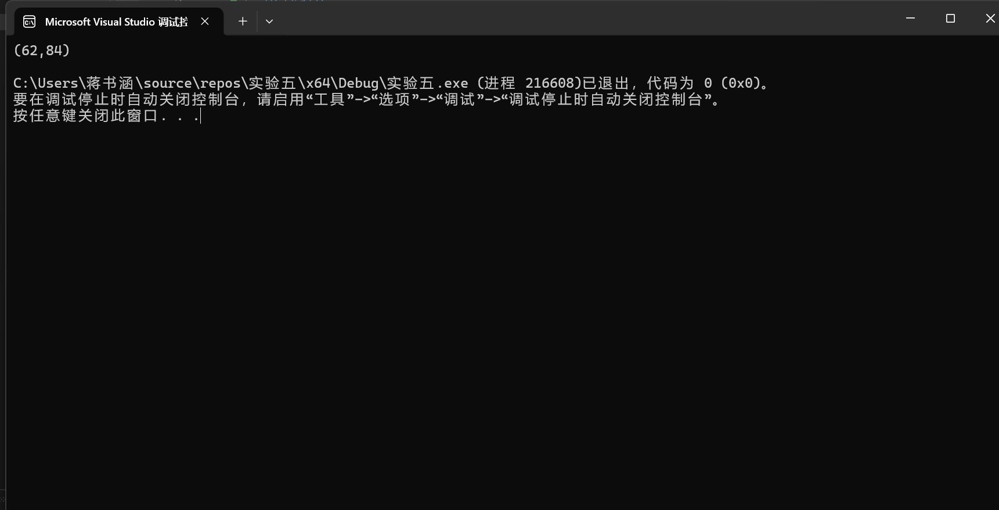 Microsoft Visual Studio 调试控
(62,84)
C:\Users\蒋书涵\source\repos\实验五\x64\Debug\实验五.exe (进程 216608)已退出，代码为 0 (0x0)。
要在调试停止时自动关闭控制台，请启用“工具”->“选项”->“调试”->“调试停止时自动关闭控制台”。
按任意键关闭此窗口. . .